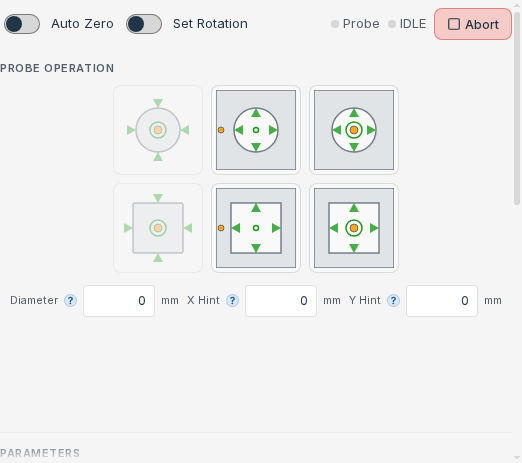 Auto Zero Set Rotation Probe IDLE Abort
PROBE OPERATION
Diameter ? 0 mm X Hint ? 0 mm Y Hint ? 0 mm
PARAMETERS